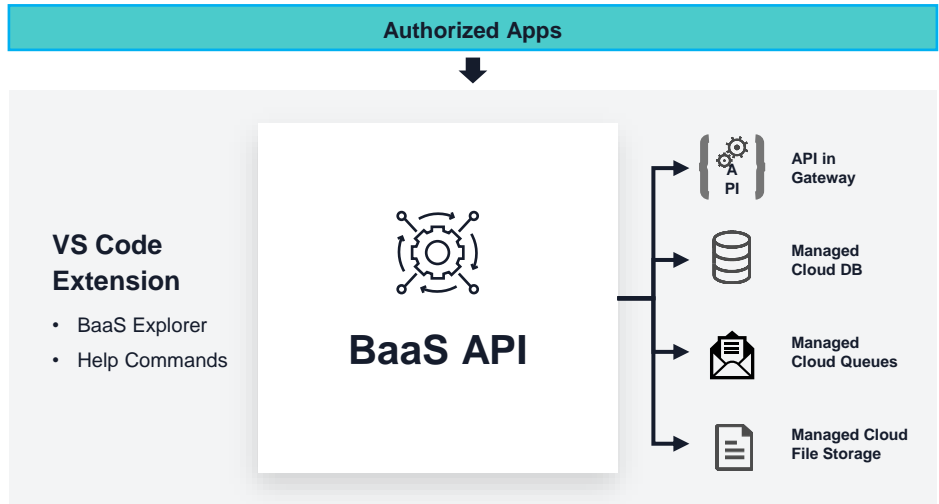 Authorized Apps
VS Code
Extension
• BaaS Explorer
• Help Commands
BaaS API
A
PI
API in
Gateway
Managed
Cloud DB
Managed
Cloud Queues
Managed Cloud
File Storage